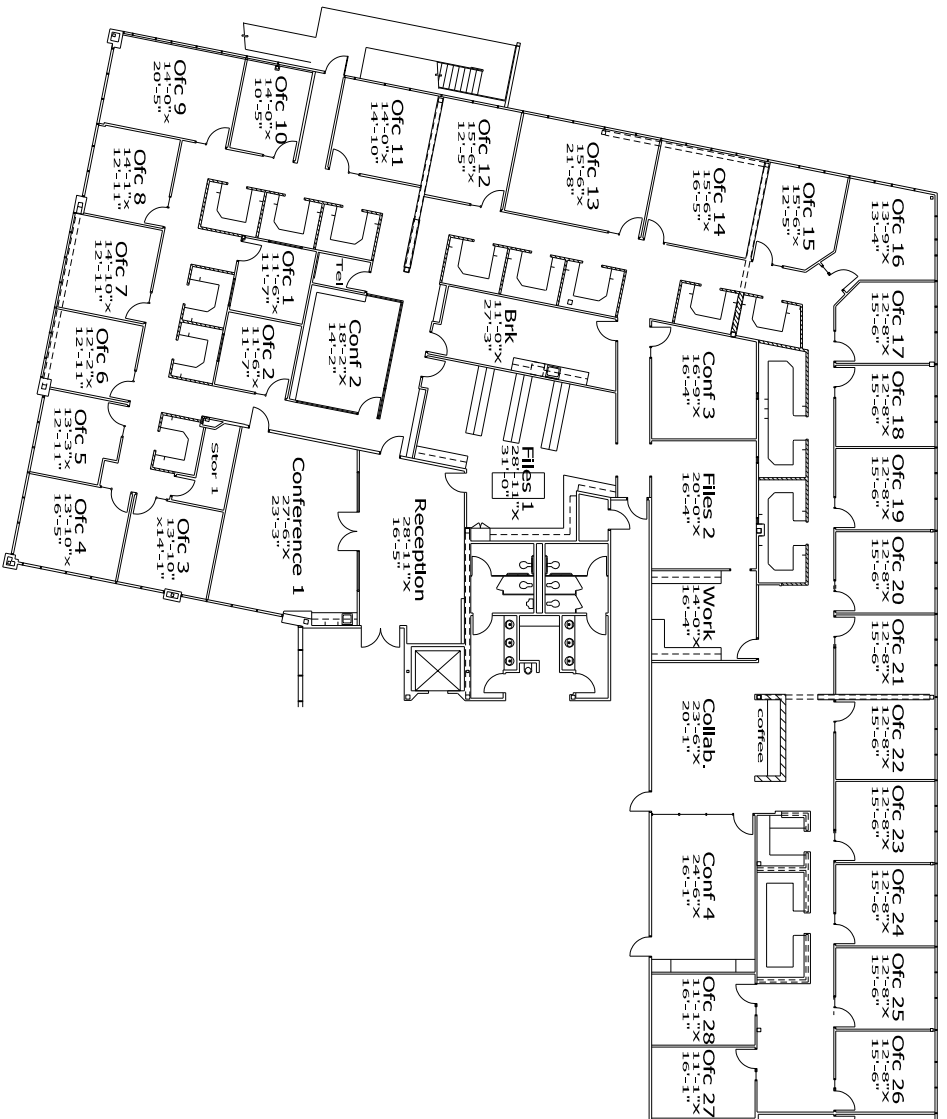 Ofc 9
14'-0"X
20'-5"
Ofc 10
14'-0"X
10'-5"
Ofc 11
14'-0"X
14'-10"
Ofc 12
15'-6"X
12'-5"
Ofc 13
15'-6"X
21'-8"
Ofc 14
15'-6"X
16'-5"
Ofc 15
15'-6"X
12'-5"
Ofc 16
13'-9"X
13'-4"
Ofc 8
14'-1"X
12'-11"
Ofc 7
14'-10"X
12'-11"
Ofc 6
12'-2"X
12'-11"
Ofc 5
13'-3"X
12'-11"
Ofc 4
13'-10"X
16'-5"
Ofc 3
13'-10"
x14'-1"
Stor 1
Ofc 1
11'-6"X
11'-7"
Ofc 2
11'-6"X
11'-7"
Tel
Conf 2
18'-2"X
14'-2"
Brk
21'-0"X
27'-3"
Conf 3
16'-9"X
16'-4"
Files 1
28'-11"X
31'-0"
Files 2
20'-0"X
16'-4"
Conference 1
27'-6"X
23'-3"
Reception
28'-11"X
16'-5"
Work
14'-0"X
16'-4"
Collab.
23'-6"X
20'-1"
coffee
Conf 4
24'-6"X
16'-1"
Ofc 28
11'-1"X
16'-1"
Ofc 27
11'-1"X
16'-1"
Ofc 17
12'-8"X
15'-6"
Ofc 18
12'-8"X
15'-6"
Ofc 19
12'-8"X
15'-6"
Ofc 20
12'-8"X
15'-6"
Ofc 21
12'-8"X
15'-6"
Ofc 22
12'-8"X
15'-6"
Ofc 23
12'-8"X
15'-6"
Ofc 24
12'-8"X
15'-6"
Ofc 25
12'-8"X
15'-6"
Ofc 26
12'-8"X
15'-6"